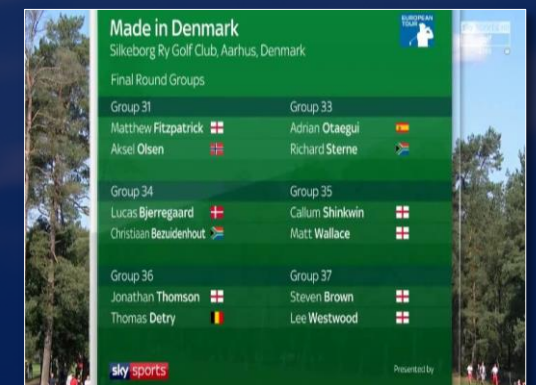 Made in Denmark
Silkeborg Ry Golf Club, Aarhus, Denmark
EUROPEAN TOUR
Final Round Groups
Group 31
Matthew Fitzpatrick
Aksel Olsen
Group 33
Adrian Otaegui
Richard Sterne
Group 34
Lucas Bjerregaard
Christiaan Bezuidenhout
Group 35
Callum Shinkwin
Matt Wallace
Group 36
Jonathan Thomson
Thomas Detry
Group 37
Steven Brown
Lee Westwood
sky sports
Presented by